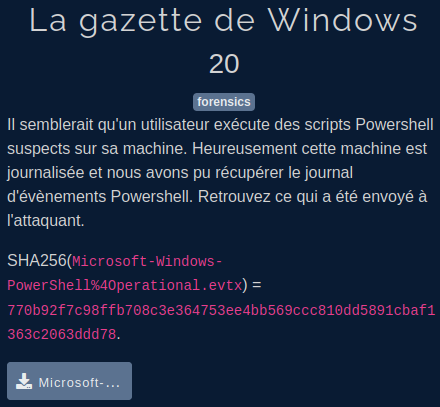 La gazette de Windows
20
forensics
Il semblerait qu'un utilisateur exécute des scripts Powershell
suspects sur sa machine. Heureusement cette machine est
journalisée et nous avons pu récupérer le journal
d'évènements Powershell. Retrouvez ce qui a été envoyé à
l'attaquant.
SHA256(Microsoft-Windows-
PowerShell%4Operational.evtx) =
770b92f7c98ffb708c3e364753ee4bb569ccc810dd5891cbaf1
363c2063ddd78.
Microsoft-...